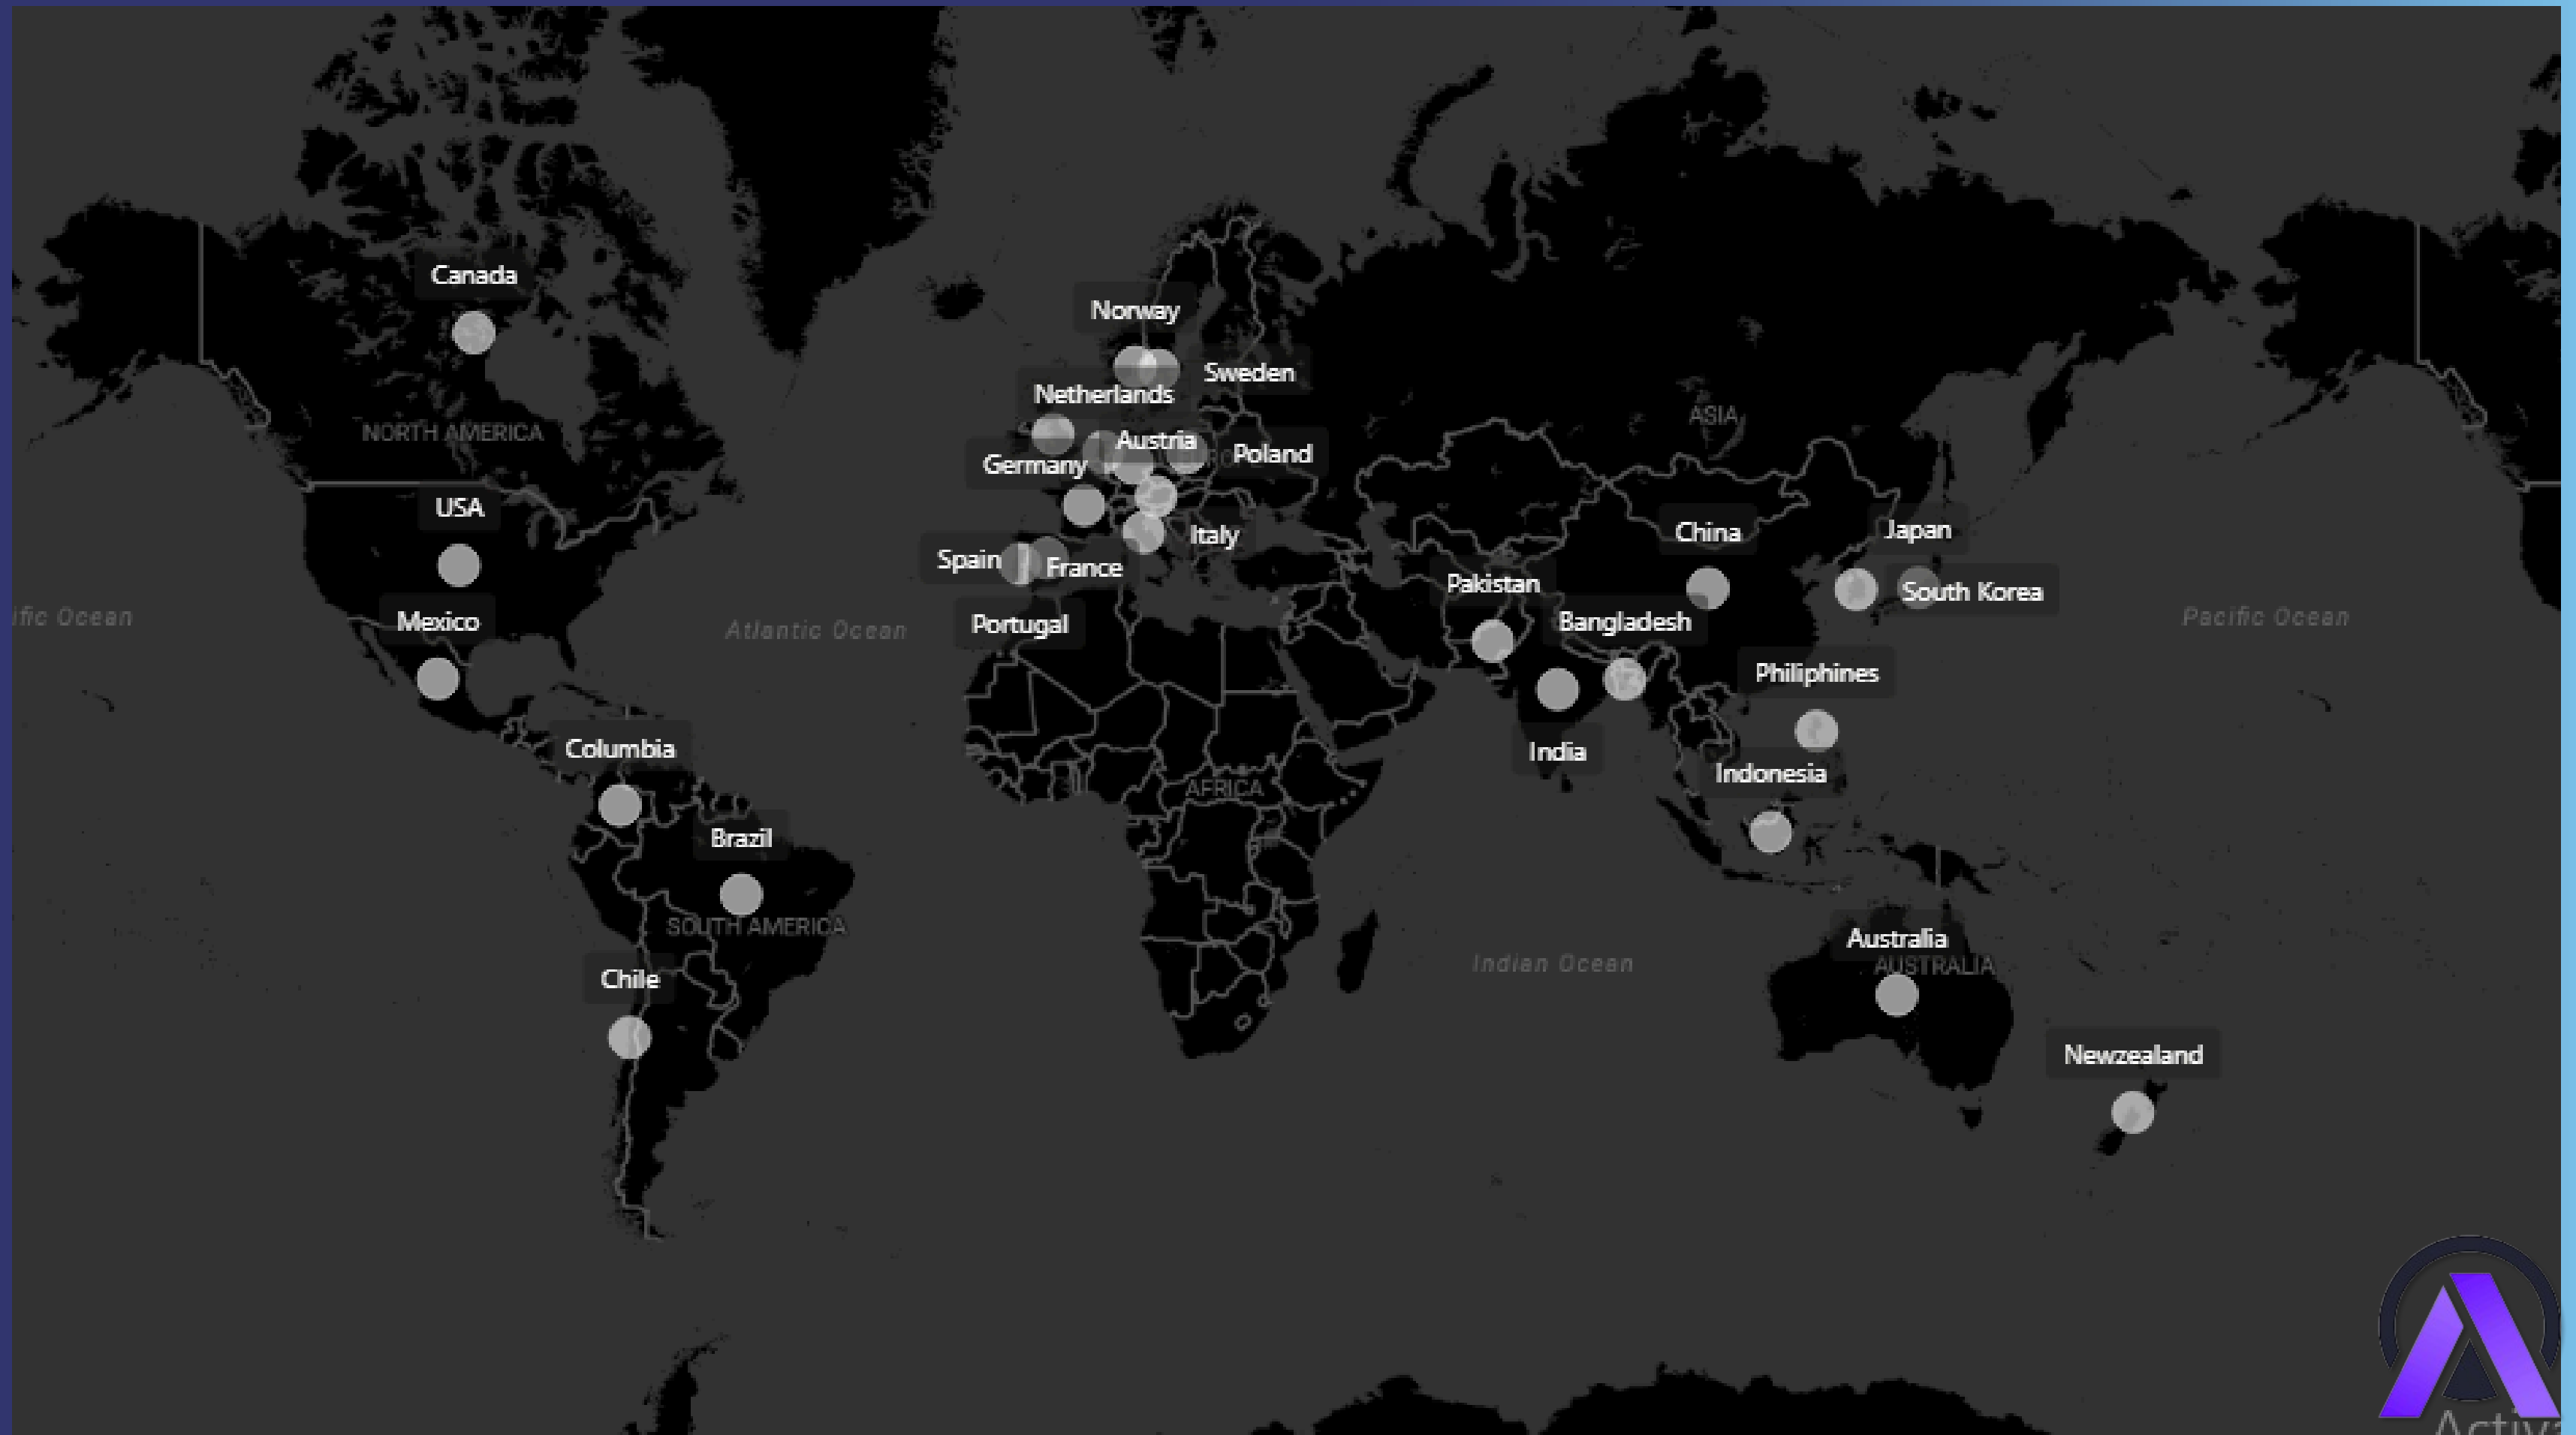 Canada
Norway
Sweden
Netherlands
ASIA
NORTH AMERICA
Austria
Poland
Germany
USA
China
Japan
Italy
Spain
France
Pakistan
South Korea
ific Ocean
Mexico
Atlantic Ocean
Portugal
Bangladesh
Pacific Ocean
Philiphines
Columbia
India
Indonesia
AFRICA
Brazil
SOUTH AMERICA
Australia
AUSTRALIA
Indian Ocean
Chile
Newzealand
Activa